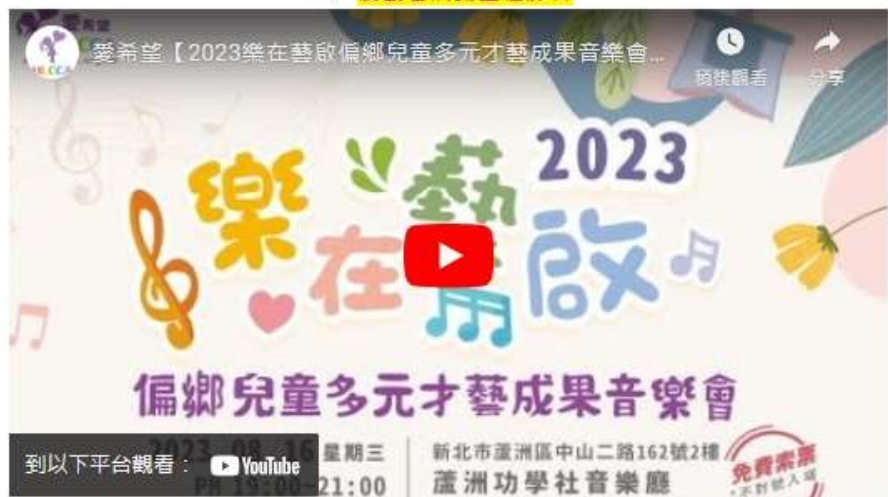 愛希望【2023樂在藝啟偏鄉兒童多元才藝成果音樂會...
稍後觀看
分享
2023
樂在藝啟
偏鄉兒童多元才藝成果音樂會
2023 08 16 星期三
PM 19:00~21:00
新北市蘆洲區中山二路162號2樓
蘆洲功學社音樂廳
免費索票
不對號入場
到以下平台觀看：
YouTube